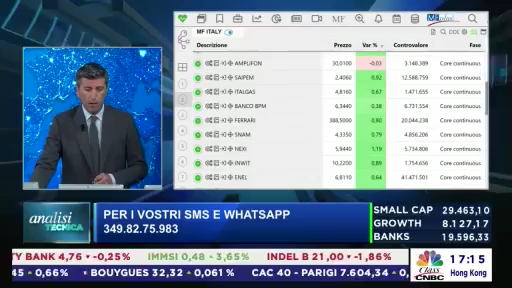 MF
MF ITALY
DDE
Descrizione Prezzo Var % Controvalore Fase
AMPLIFON 30,0100 -0,03 3.148.389 Core continuous
SAIPEM 2,4060 0,92 12.588.759 Core continuous
ITALGAS 4,8160 0,67 1.471.655 Core continuous
BANCO BPM 6,3440 0,38 6.731.554 Core continuous
FERRARI 388,5000 0,80 20.044.238 Core continuous
SNAM 4,3350 0,79 4.856.206 Core continuous
NEXI 5,9440 1,19 5.734.806 Core continuous
INWIT 10,2200 0,89 1.754.656 Core continuous
ENEL 6,8110 0,64 41.471.501 Core continuous
analisi
TECNICA
PER I VOSTRI SMS E WHATSAPP
349.82.75.983
SMALL CAP 29.463,10
GROWTH 8.127,17
BANKS 19.596,33
TY BANK 4,76 -0,25% IMMSI 0,48 3,65% INDEL B 21,00 -1,86%
45 0,66% BOUYGUES 32,32 0,061% CAC 40 - PARIGI 7.604,34 0,
Class
CNBC
17:15
Hong Kong